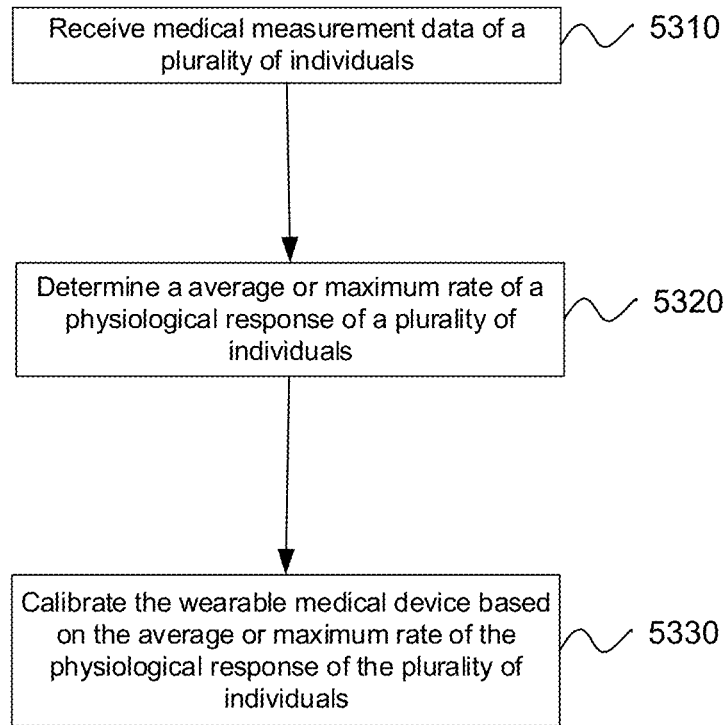 Receive medical measurement data of a
plurality of individuals
5310
Determine a average or maximum rate of a
physiological response of a plurality of
individuals
5320
Calibrate the wearable medical device based
on the average or maximum rate of the
physiological response of the plurality of
individuals
5330